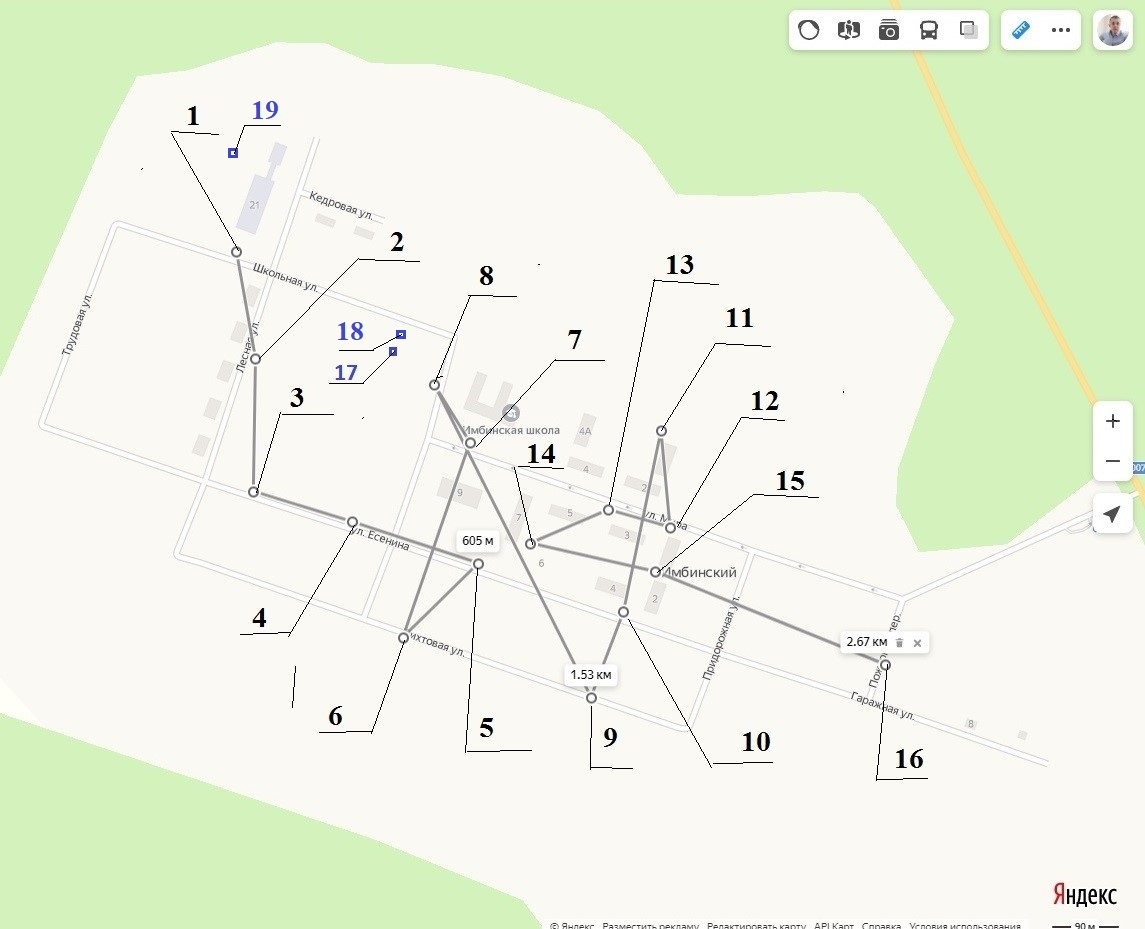 1
19
21
Кедровая ул.
2
Школьная ул.
8
13
Трудовая ул.
Лесная ул.
18
17
7
11
3
Имбинская школа
4А
12
14
4
2
15
9
7
5
ул. М
3
ул. Есенина
605 м
6
Имбинский
4
2
4
Пихтовая ул.
Придорожная ул.
2.67 км
1.53 км
Гаражная ул.
8
6
5
9
10
16
007
Яндекс
© Яндекс Разместить рекламу Редактировать карту API Карт Справка Условия использования
90 м